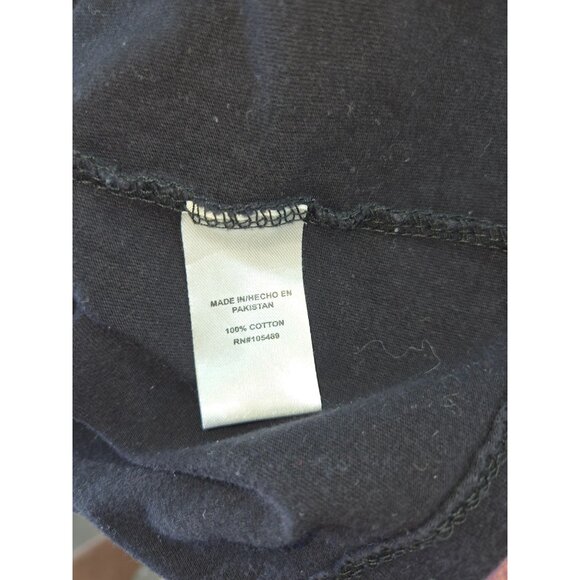 MADE IN/HECHO EN
PAKISTAN
100% COTTON
RN#105489